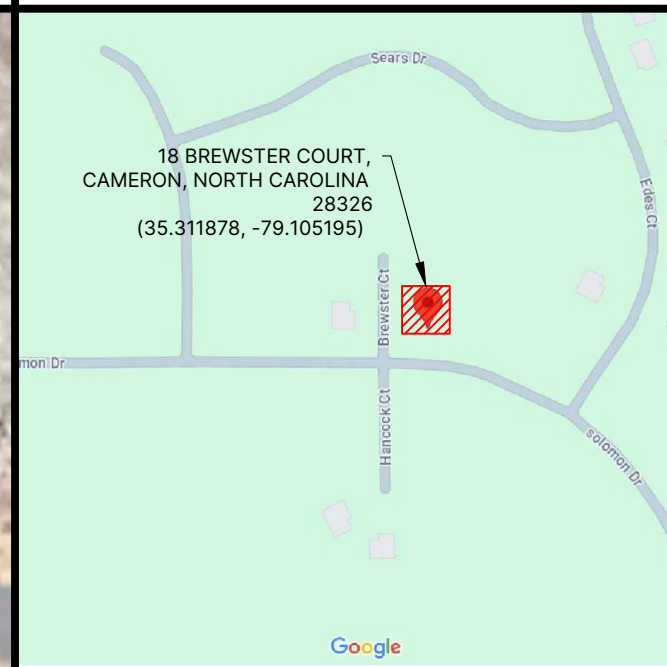 Sears Dr
18 BREWSTER COURT,
CAMERON, NORTH CAROLINA
28326
(35.311878, -79.105195)
Edes Ct
Brewster Ct
mon Dr
Hancock Ct
solomon Dr
Google